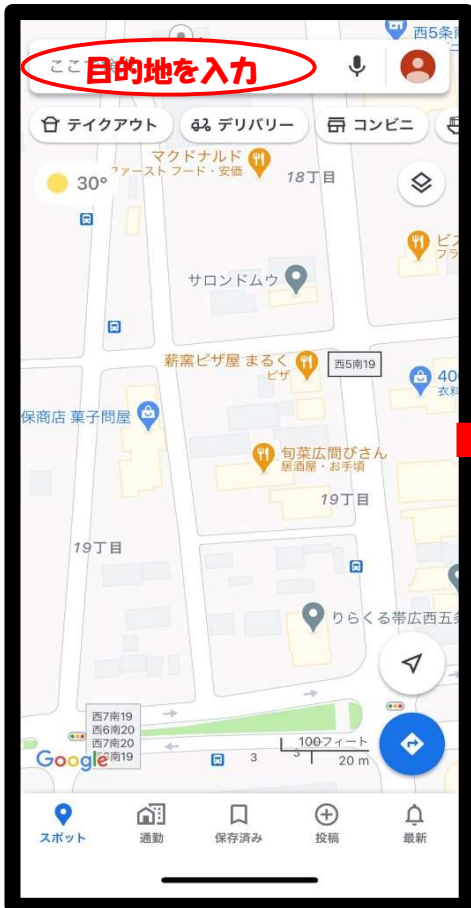 西5条
ここで
目的地を入力
テイクアウト
デリバリー
コンビニ
30°
マクドナルド
ファースト フード・安価
18丁目
ビス
フラ
サロンドムウ
薪窯ピザ屋 まるく
ピザ
西5南19
40
衣料
保商店 菓子問屋
旬菜広間びさん
居酒屋・お手頃
19丁目
19丁目
りらくる帯広西五条
西7南19
西6南20
西7南20
南19
Google
3
3
100フィート
20 m
スポット
通勤
保存済み
投稿
最新